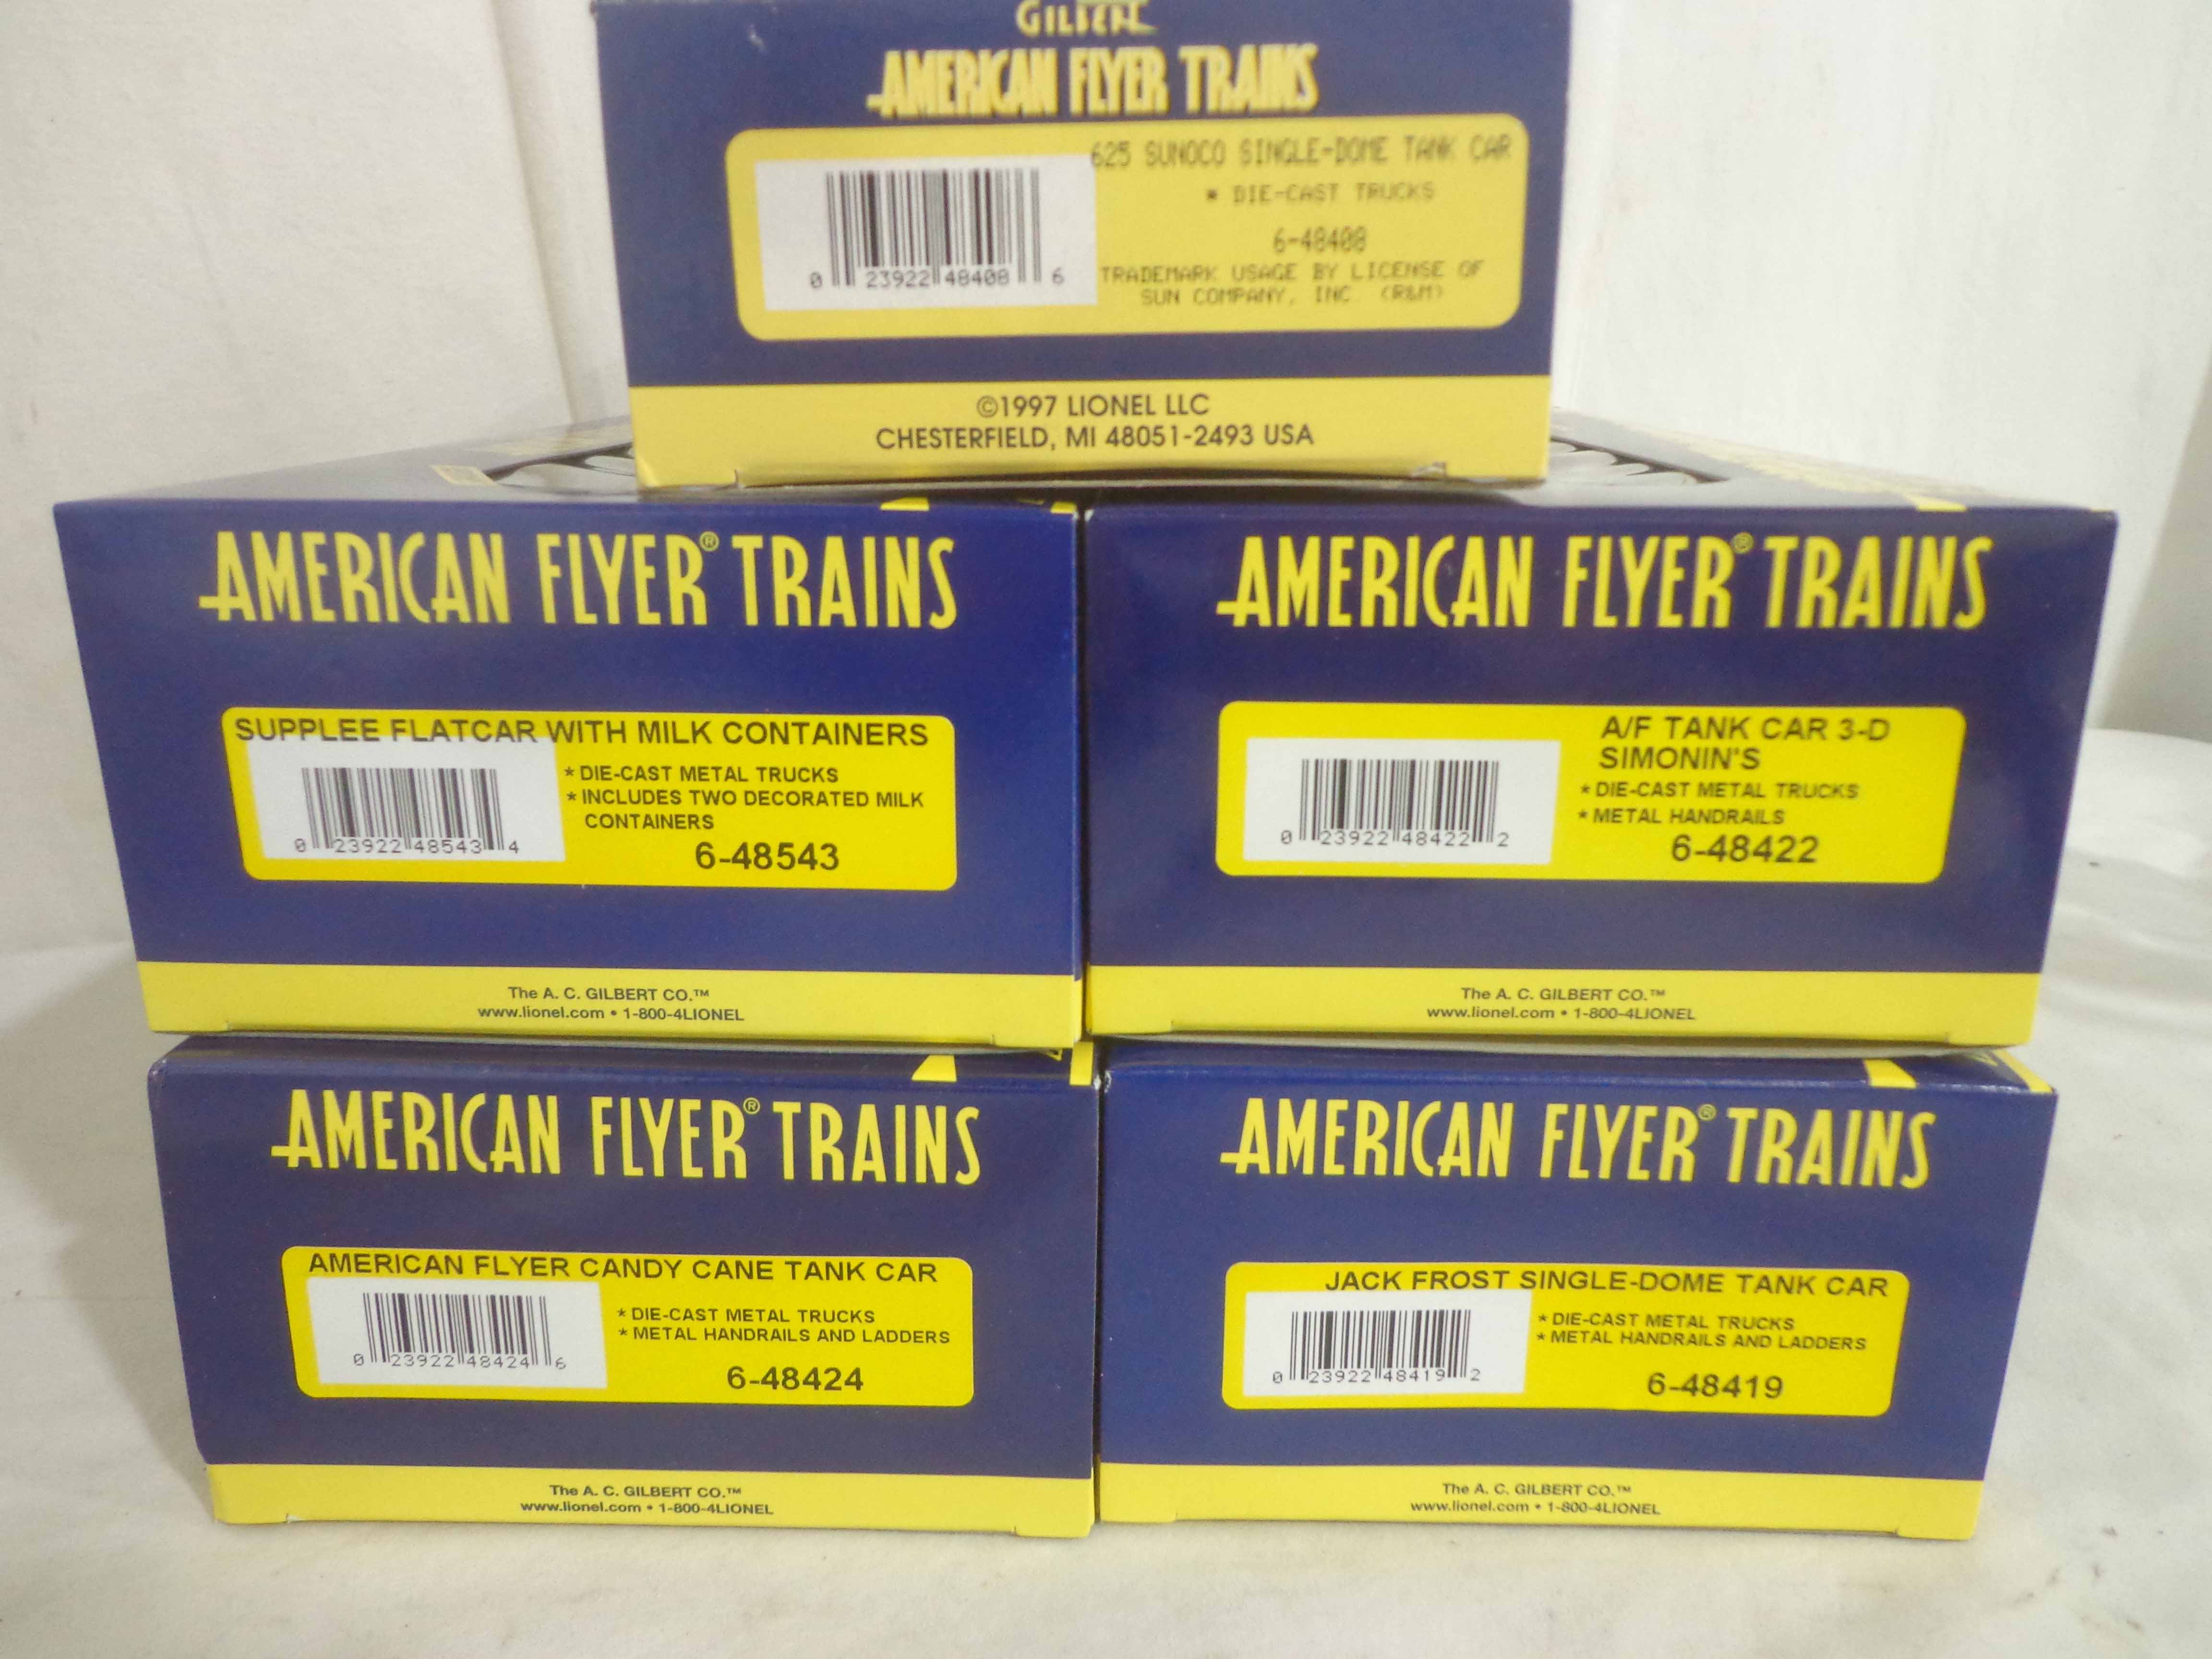 GILBERT
AMERICAN FLYER TRAINS
625 SUNOCO SINGLE-DOME TANK CAR
* DIE-CAST TRUCKS
6-48408
0 23922 48408 6
TRADEMARK USAGE BY LICENSE OF
SUN COMPANY, INC. (R&M)
©1997 LIONEL LLC
CHESTERFIELD, MI 48051-2493 USA
AMERICAN FLYER® TRAINS
SUPPLEE FLATCAR WITH MILK CONTAINERS
* DIE-CAST METAL TRUCKS
* INCLUDES TWO DECORATED MILK
CONTAINERS
0 23922 48543 4
6-48543
The A. C. GILBERT CO.™
www.lionel.com • 1-800-4LIONEL
AMERICAN FLYER® TRAINS
A/F TANK CAR 3-D
SIMONIN'S
* DIE-CAST METAL TRUCKS
* METAL HANDRAILS
0 23922 48422 2
6-48422
The A. C. GILBERT CO.™
www.lionel.com • 1-800-4LIONEL
AMERICAN FLYER® TRAINS
AMERICAN FLYER CANDY CANE TANK CAR
* DIE-CAST METAL TRUCKS
* METAL HANDRAILS AND LADDERS
0 23922 48424 6
6-48424
The A. C. GILBERT CO.™
www.lionel.com • 1-800-4LIONEL
AMERICAN FLYER® TRAINS
JACK FROST SINGLE-DOME TANK CAR
* DIE-CAST METAL TRUCKS
* METAL HANDRAILS AND LADDERS
0 23922 48419 2
6-48419
The A. C. GILBERT CO.™
www.lionel.com • 1-800-4LIONEL